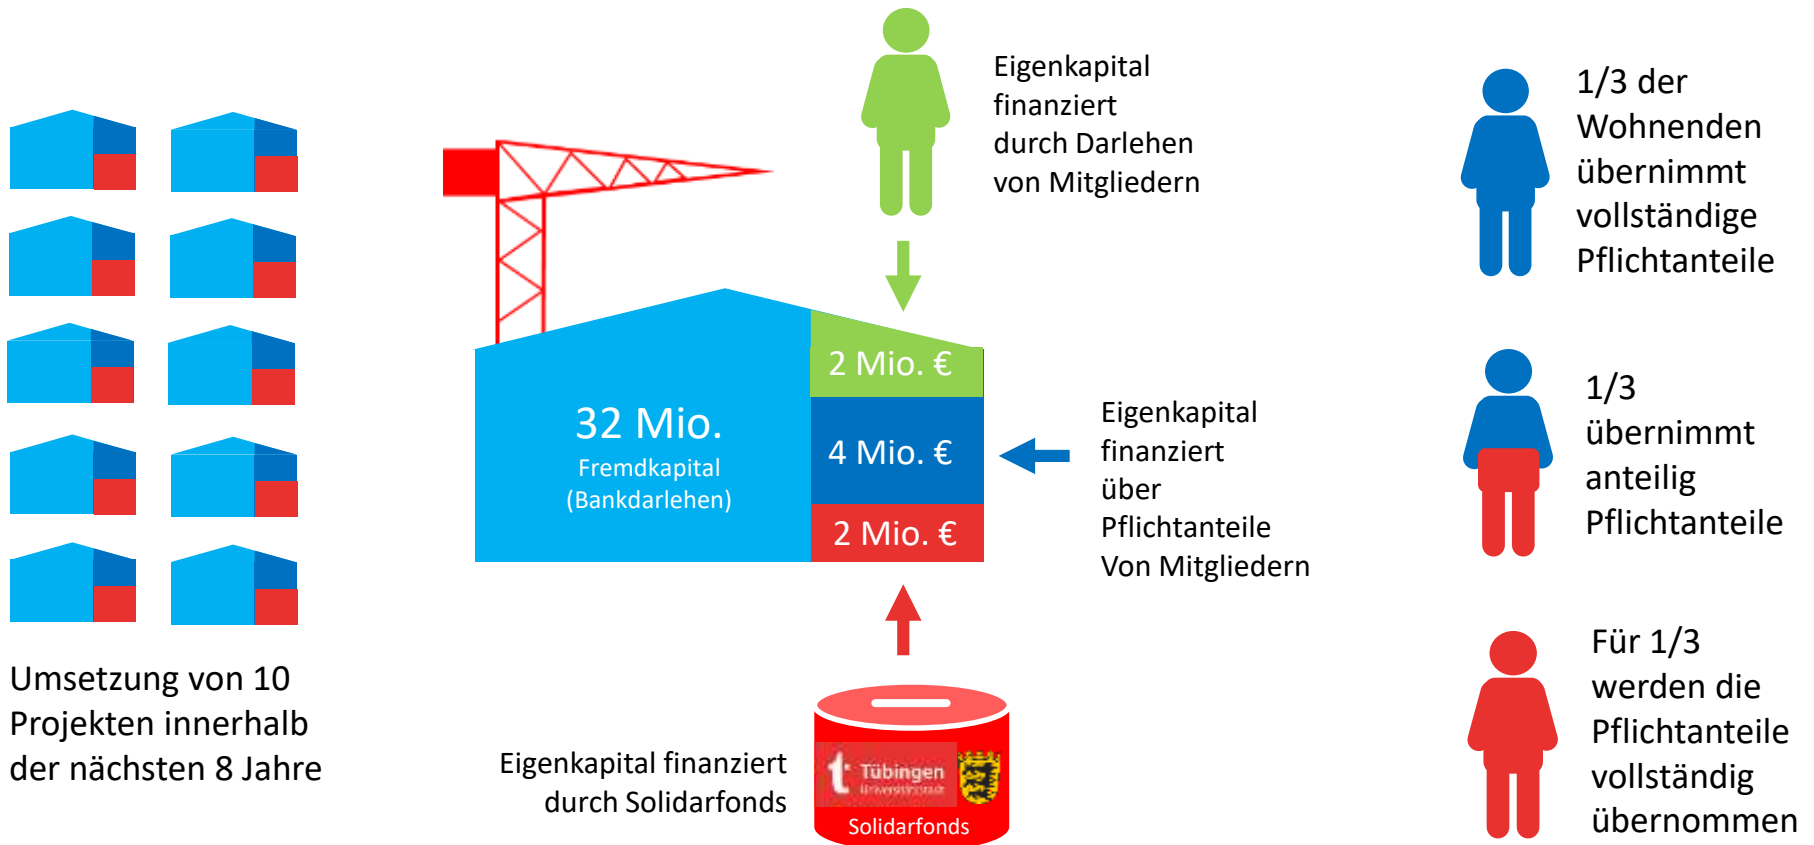 Umsetzung von 10
Projekten innerhalb
der nächsten 8 Jahre
Eigenkapital
finanziert
durch Darlehen
von Mitgliedern
2 Mio. €
32 Mio.
Fremdkapital
(Bankdarlehen)
4 Mio. €
2 Mio. €
Eigenkapital
finanziert
über
Pflichtanteile
Von Mitgliedern
Eigenkapital finanziert
durch Solidarfonds
t Tübingen
Universitätsstadt
Solidarfonds
1/3 der
Wohnenden
übernimmt
vollständige
Pflichtanteile
1/3
übernimmt
anteilig
Pflichtanteile
Für 1/3
werden die
Pflichtanteile
vollständig
übernommen